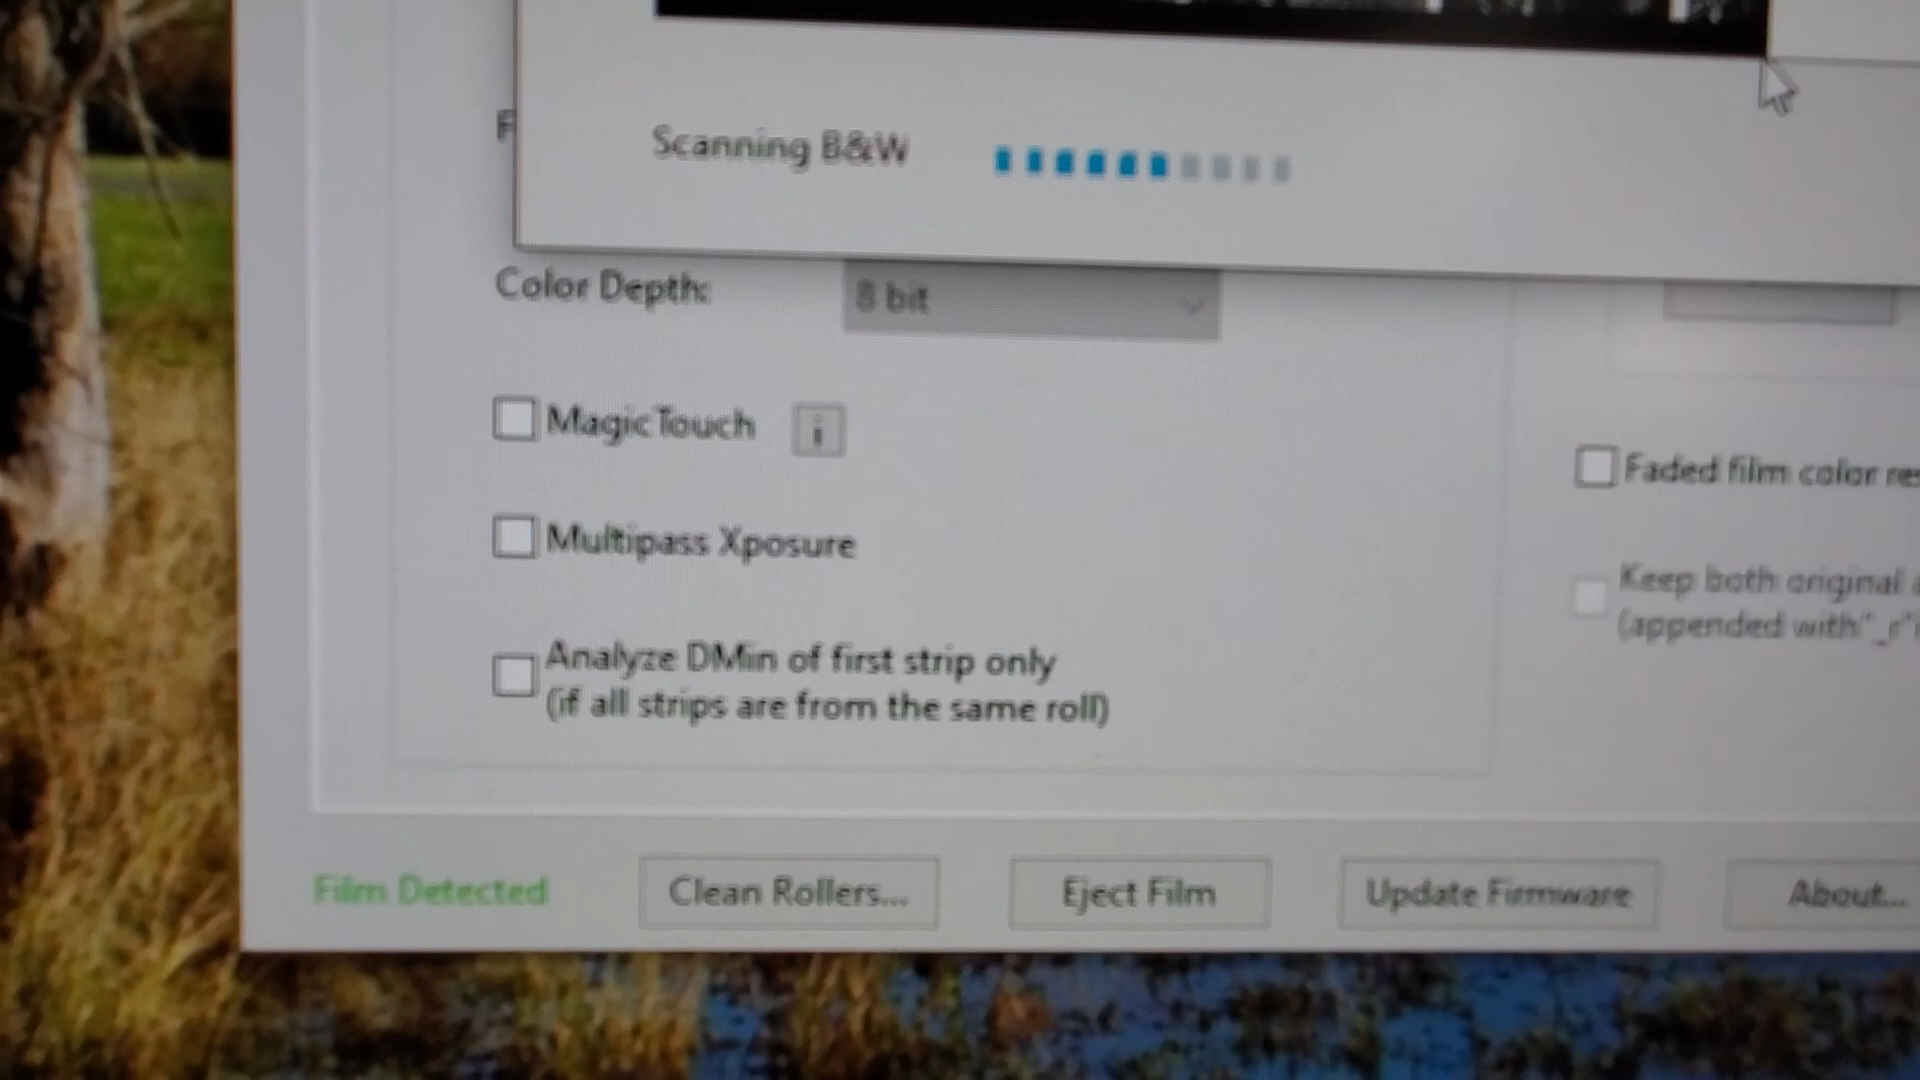 Scanning B&W
Color Depth:
8 bit
MagicTouch
i
Faded film color
Multipass Xposure
Keep both original
(appended with"_r"
Analyze DMin of first strip only
(if all strips are from the same roll)
Film Detected
Clean Rollers...
Eject Film
Update Firmware
About...